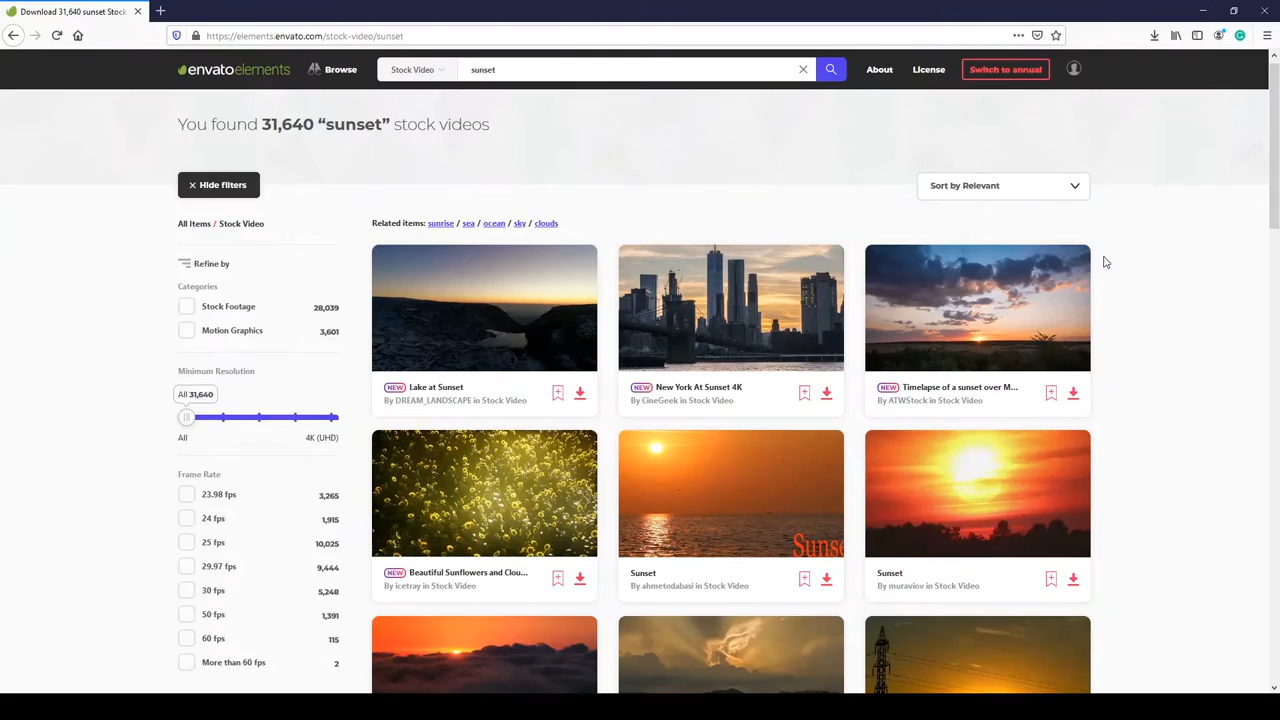 Download 31,640 sunset Stock
https://elements.envato.com/stock-video/sunset
envatoelements
Browse
Stock Video
sunset
About
License
Switch to annual
You found 31,640 “sunset” stock videos
Hide filters
Sort by Relevant
All Items / Stock Video
Related items: sunrise / sea / ocean / sky / clouds
Refine by
Categories
Stock Footage 28,039
Motion Graphics 3,601
Minimum Resolution
All 31,640
All 4K (UHD)
Frame Rate
23.98 fps 3,265
24 fps 1,915
25 fps 10,025
29.97 fps 9,444
30 fps 5,248
50 fps 1,391
60 fps 115
More than 60 fps 2
NEW Lake at Sunset
By DREAM_LANDSCAPE in Stock Video
NEW New York At Sunset 4K
By CineGeek in Stock Video
NEW Timelapse of a sunset over M...
By ATWStock in Stock Video
NEW Beautiful Sunflowers and Clou...
By icetray in Stock Video
Sunse
Sunset
By ahmetodabasi in Stock Video
Sunset
By muraviov in Stock Video